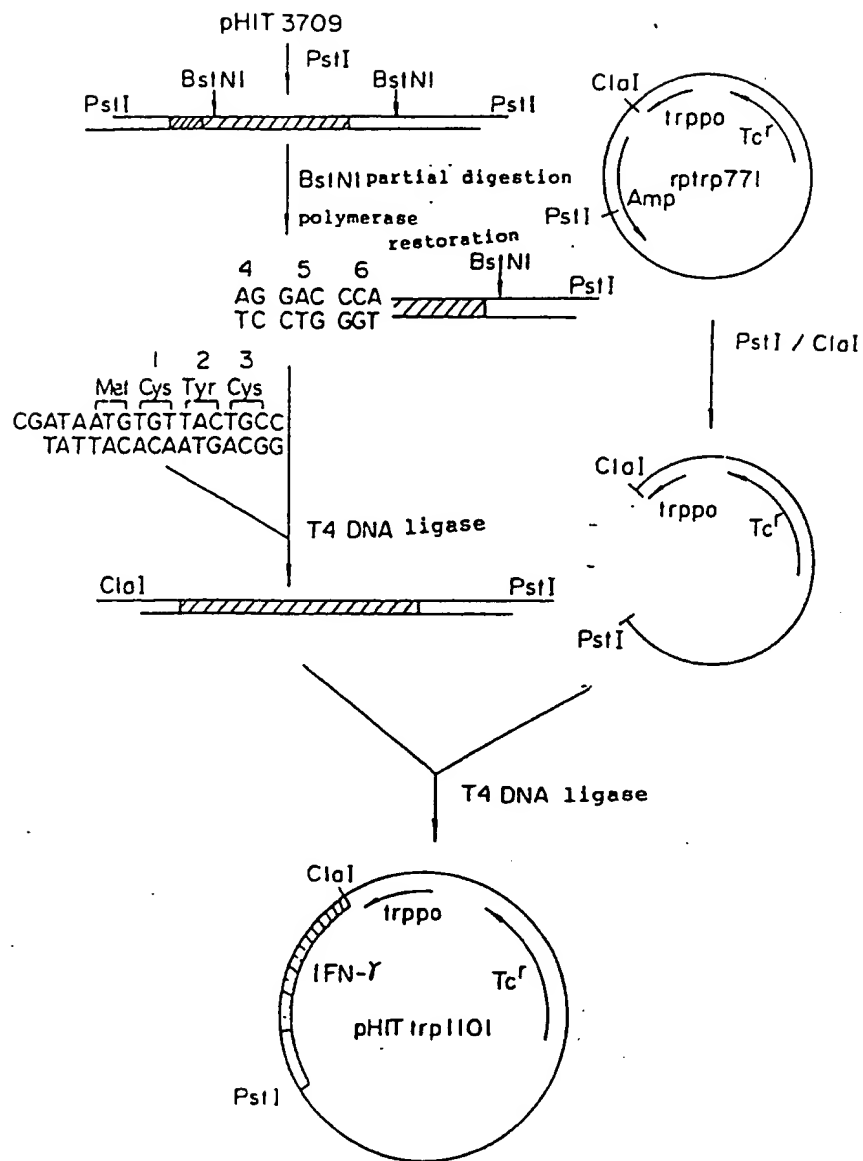 pHIT 3709
PstI
BstNI
BstNI
PstI
PstI
BstNI partial digestion
polymerase
restoration
ClaI
trppo
Tcʳ
rptrp771
Amp
PstI
4 5 6
AG GAC CCA
TC CTG GGT
BstNI
PstI
PstI / ClaI
1 2 3
Met Cys Tyr Cys
CGATAATGTGTTACTGCC
TATTACACAATGACGG
T4 DNA ligase
ClaI
PstI
ClaI
trppo
Tcʳ
PstI
T4 DNA ligase
ClaI
trppo
IFN-γ
Tcʳ
pHIT trp1101
PstI